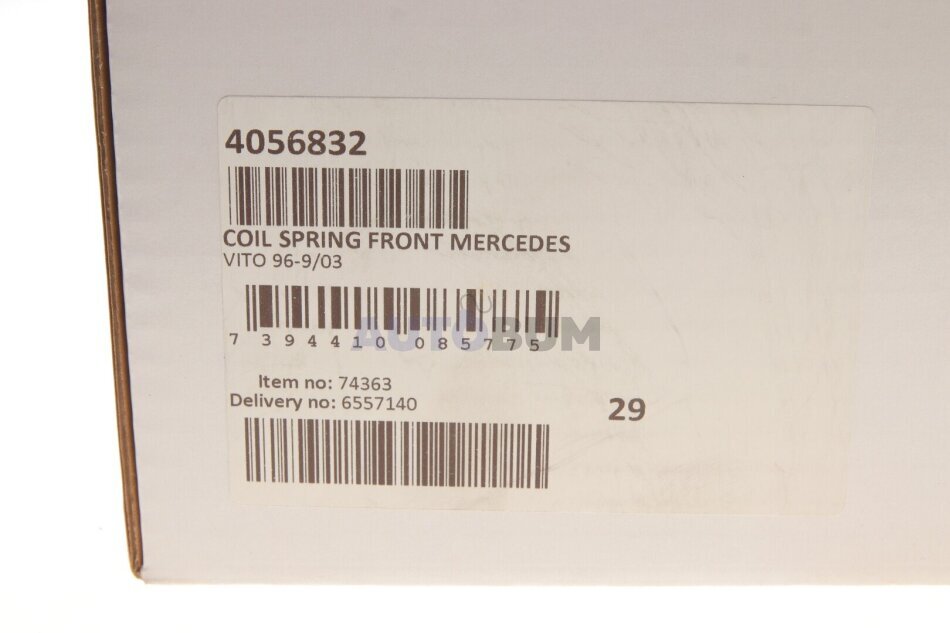 4056832
COIL SPRING FRONT MERCEDES
VITO 96-9/03
AUTOBUM
7 394410 085775
Item no: 74363
Delivery no: 6557140
29